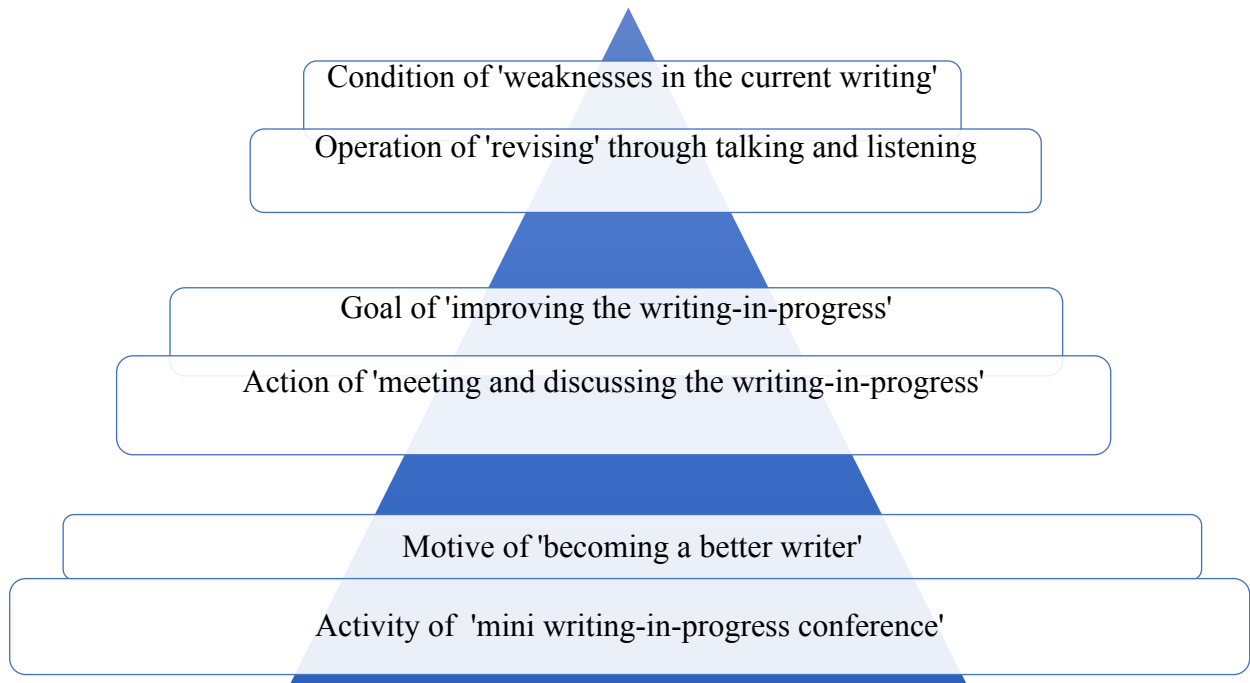 Condition of 'weaknesses in the current writing'
Operation of 'revising' through talking and listening
Goal of 'improving the writing-in-progress'
Action of 'meeting and discussing the writing-in-progress'
Motive of 'becoming a better writer'
Activity of  'mini writing-in-progress conference'